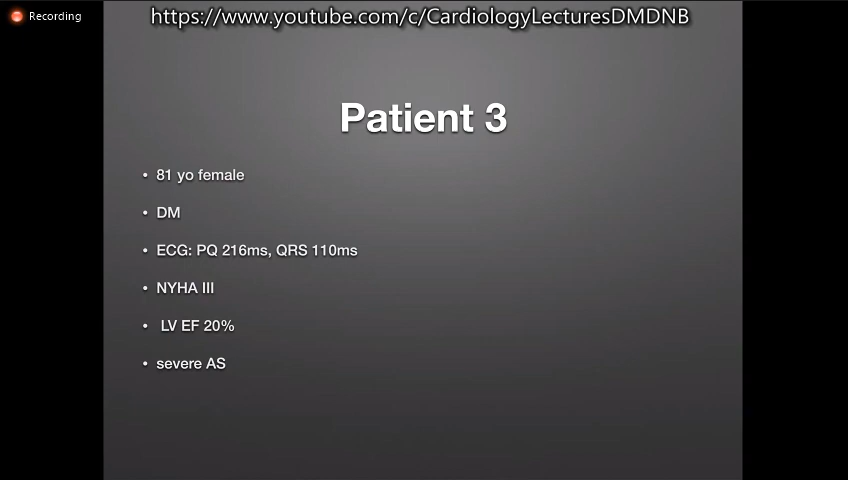 Recording
https://www.youtube.com/c/CardiologyLecturesDMDNB
Patient 3
• 81 yo female
• DM
• ECG: PQ 216ms, QRS 110ms
• NYHA III
• LV EF 20%
• severe AS